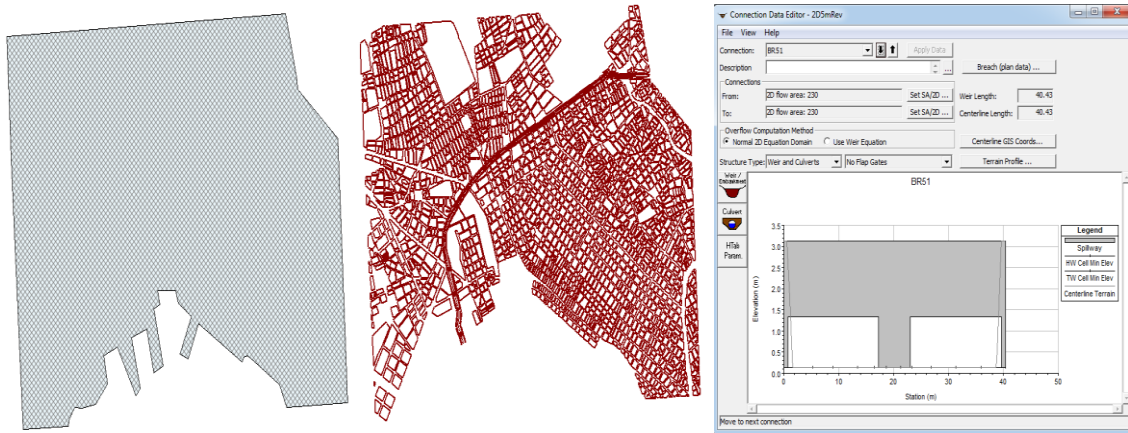 Connection Data Editor - 2D5mRev
File View Help
Connection: BR51 Apply Data
Description ... Breach (plan data) ...
Connections
From: 2D flow area: 230 Set SA/2D ... Weir Length: 40.43
To: 2D flow area: 230 Set SA/2D ... Centerline Length: 40.43
Overflow Computation Method
Normal 2D Equation Domain Use Weir Equation Centerline GIS Coords...
Structure Type: Weir and Culverts No Flap Gates Terrain Profile ...
Weir /
Embankment
Culvert
HTab
Param.
BR51
3.5
3.0
2.5
2.0
1.5
1.0
0.5
0.0
Elevation (m)
0 10 20 30 40 50
Station (m)
Legend
Spillway
HW Cell Min Elev
TW Cell Min Elev
Centerline Terrain
Move to next connection